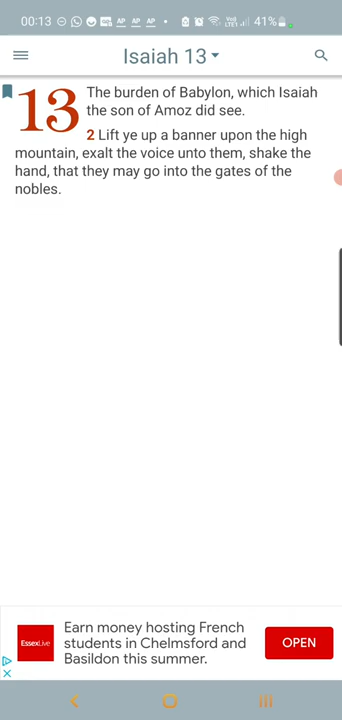 00:13
41%
Isaiah 13
13 The burden of Babylon, which Isaiah
the son of Amoz did see.
2 Lift ye up a banner upon the high
mountain, exalt the voice unto them, shake the
hand, that they may go into the gates of the
nobles.
EssexLive
Earn money hosting French
students in Chelmsford and
Basildon this summer.
OPEN